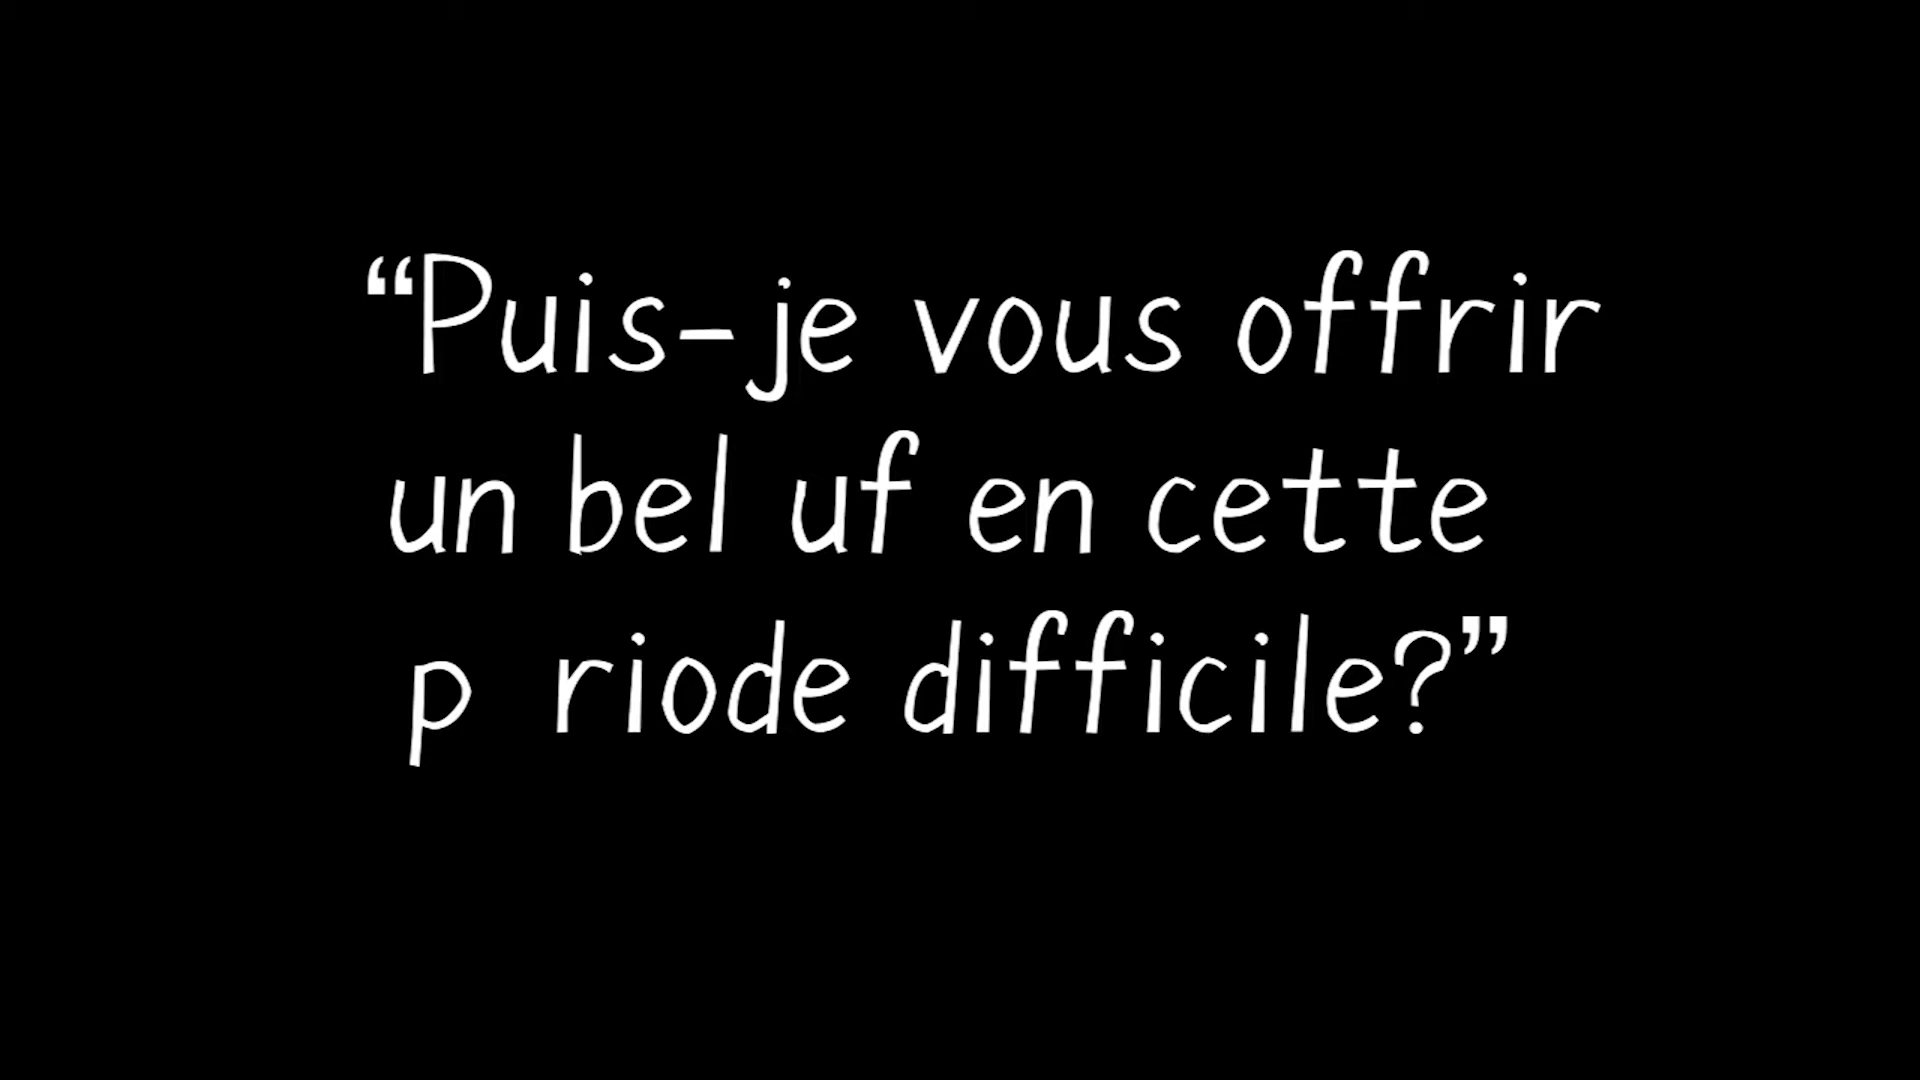 “Puis-je vous offrir
un bel uf en cette
p riode difficile?”